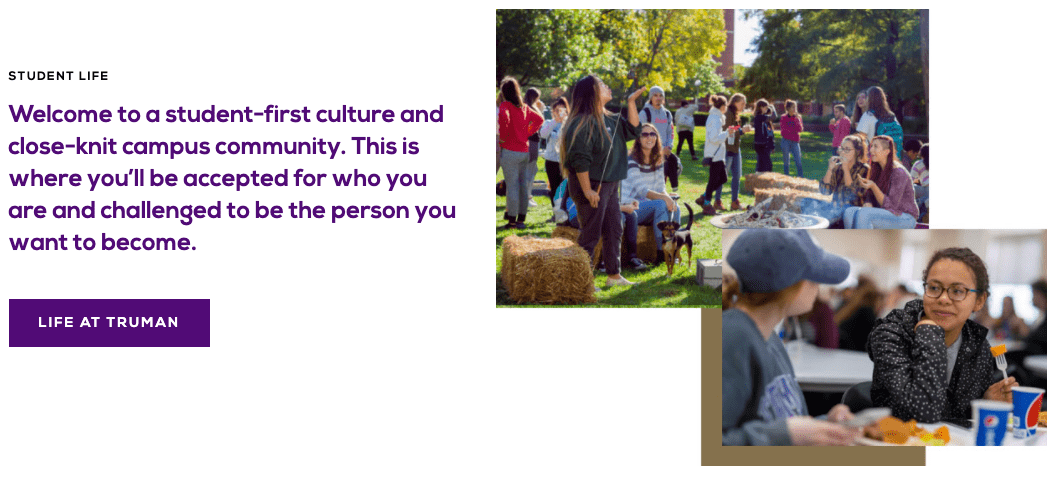 STUDENT LIFE
Welcome to a student-first culture and
close-knit campus community. This is
where you’ll be accepted for who you
are and challenged to be the person you
want to become.
LIFE AT TRUMAN